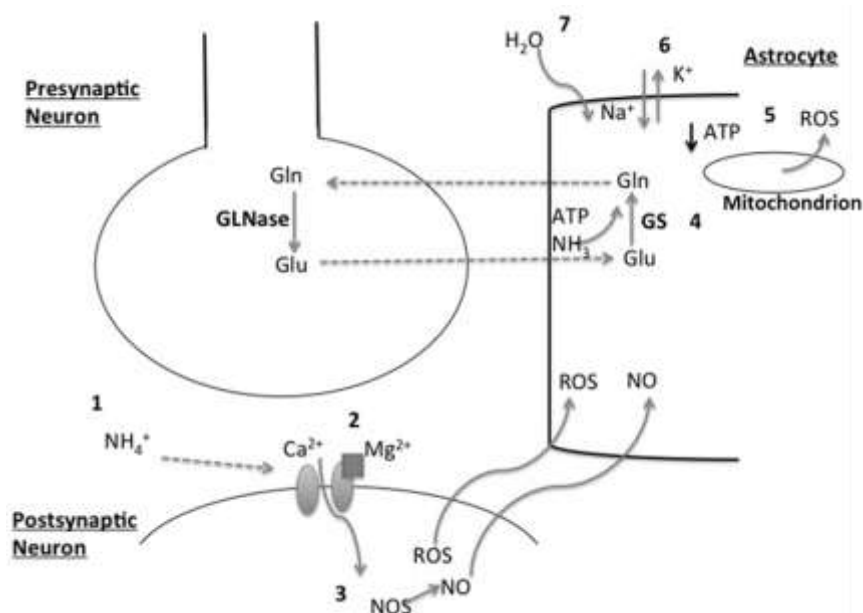 7
H₂O
6
K⁺
Astrocyte
Presynaptic
Neuron
Na⁺
ATP
5
ROS
Gln
Gln
Mitochondrion
GLNase
ATP
GS
4
NH₃
Glu
Glu
ROS
NO
1
2
NH₄⁺
Ca²⁺
Mg²⁺
Postsynaptic
Neuron
ROS
3
NOS
NO